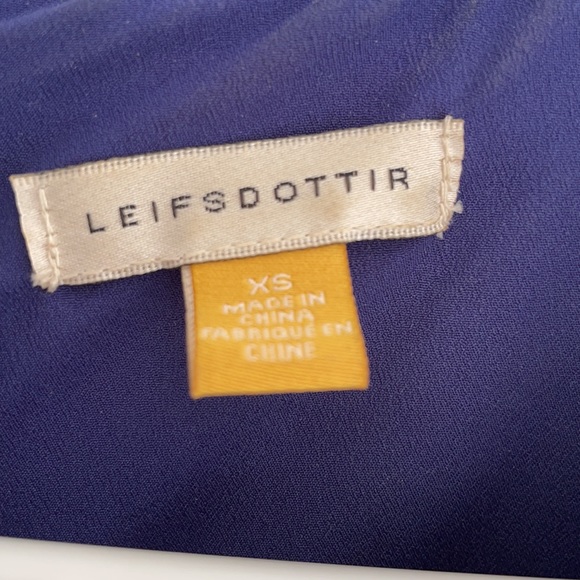 LEIFSDOTTIR
XS
MADE IN
CHINA
FABRIQUÉ EN
CHINE